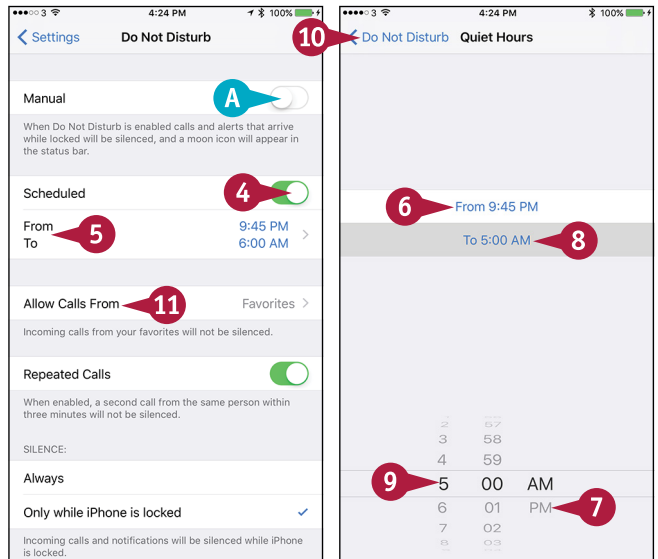 3 4:24 PM 100%
Settings Do Not Disturb
Manual A
When Do Not Disturb is enabled calls and alerts that arrive
while locked will be silenced, and a moon icon will appear in
the status bar.
Scheduled 4
From 5 9:45 PM
To 6:00 AM
Allow Calls From 11 Favorites
Incoming calls from your favorites will not be silenced.
Repeated Calls
When enabled, a second call from the same person within
three minutes will not be silenced.
SILENCE:
Always
Only while iPhone is locked
Incoming calls and notifications will be silenced while iPhone
is locked.
3 4:24 PM 100%
10 Do Not Disturb Quiet Hours
6 From 9:45 PM
To 5:00 AM 8
2 57
3 58
4 59
9 5 00 AM
6 01 PM 7
7 02
8 03